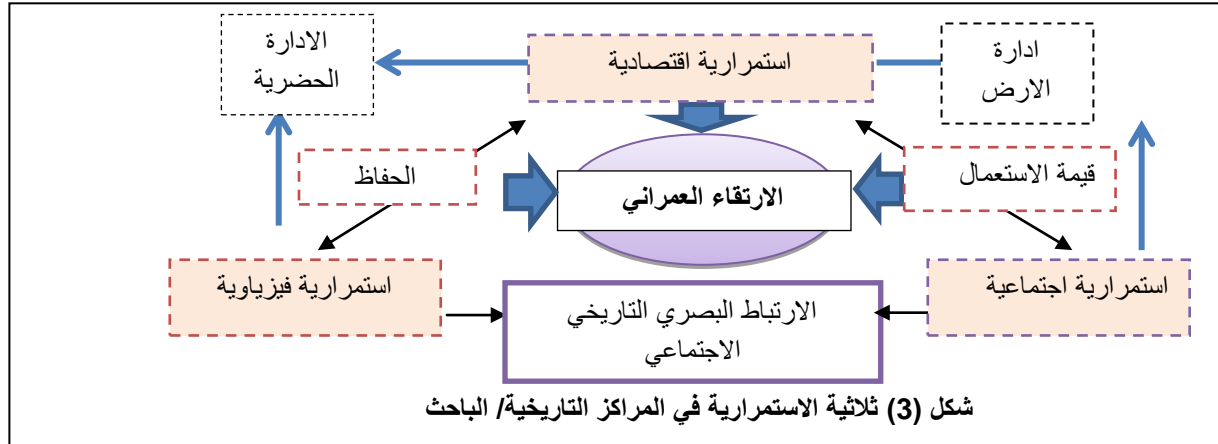 ادارة
الارض
استمرارية اقتصادية
الادارة
الحضرية
قيمة الاستعمال
الارتقاء العمراني
الحفاظ
استمرارية اجتماعية
الارتباط البصري التاريخي
الاجتماعي
استمرارية فيزياوية
شكل (3) ثلاثية الاستمرارية في المراكز التاريخية/ الباحث